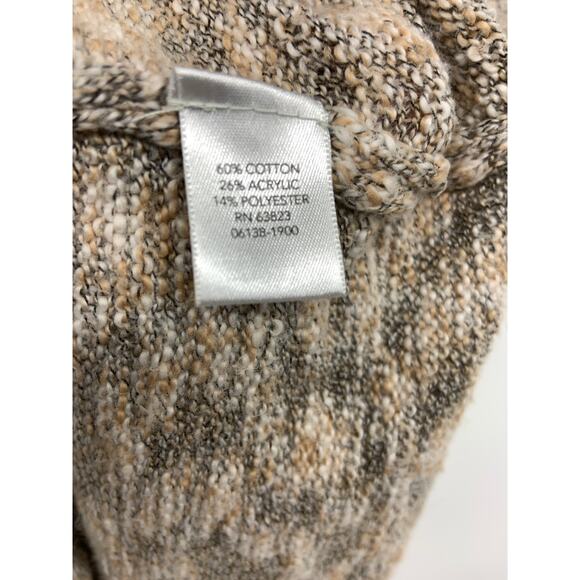 60% COTTON
26% ACRYLIC
14% POLYESTER
RN 63823
06138-1900